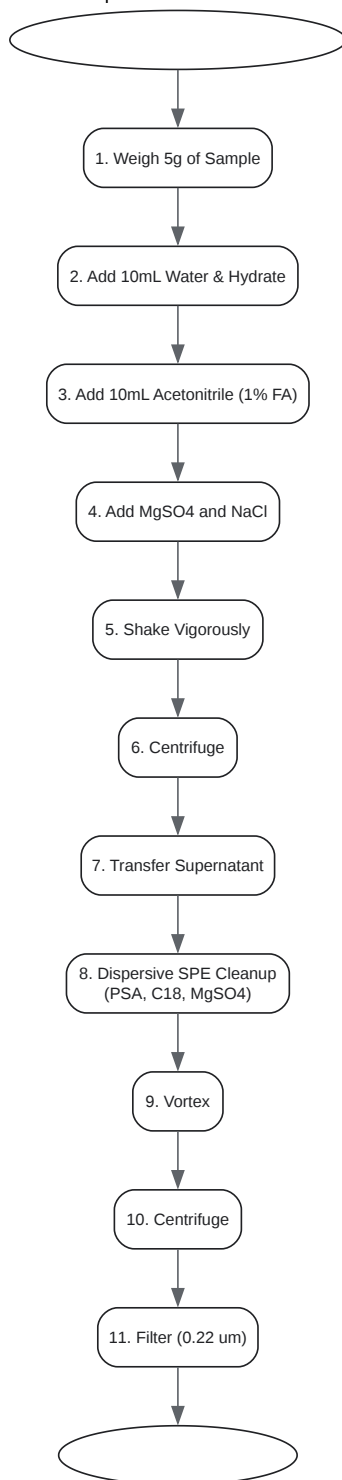 1. Weigh 5g of Sample
2. Add 10mL Water & Hydrate
3. Add 10mL Acetonitrile (1% FA)
4. Add MgSO4 and NaCl
5. Shake Vigorously
6. Centrifuge
7. Transfer Supernatant
8. Dispersive SPE Cleanup
(PSA, C18, MgSO4)
9. Vortex
10. Centrifuge
11. Filter (0.22 um)